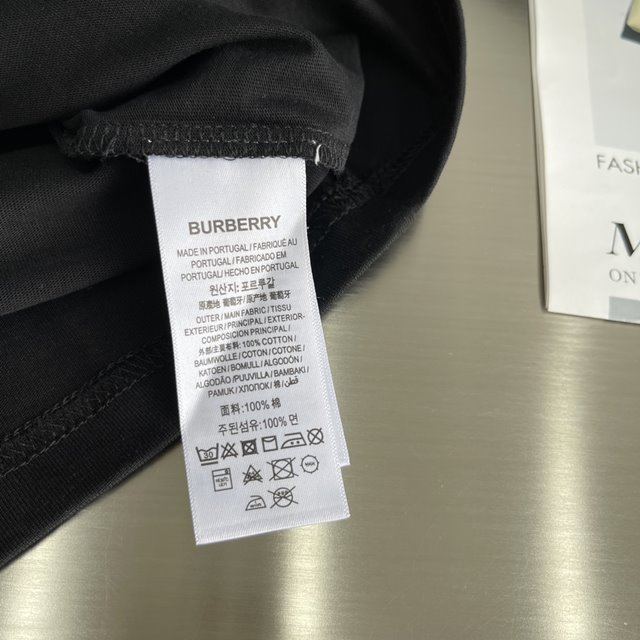 BURBERRY
MADE IN PORTUGAL / FABRIQUÉ AU
PORTUGAL / FABRICADO EM
PORTUGAL / HECHO EN PORTUGAL
원산지: 포르투갈
原產地 葡萄牙 / 原产地 葡萄牙
OUTER / MAIN FABRIC / TISSU
EXTERIEUR / PRINCIPAL / EXTERIOR-
COMPOSICION PRINCIPAL /
外部/主要布料: 100% COTTON /
BAUMWOLLE / COTON / COTONE /
KATOEN / BOMULL / ALGODÓN /
ALGODÃO / PUUVILLA / BAMBAKI /
PAMUK / ХЛОПОК / 棉 / قطن
面料: 100% 棉
주된섬유: 100% 면
30
FASH
M
ON